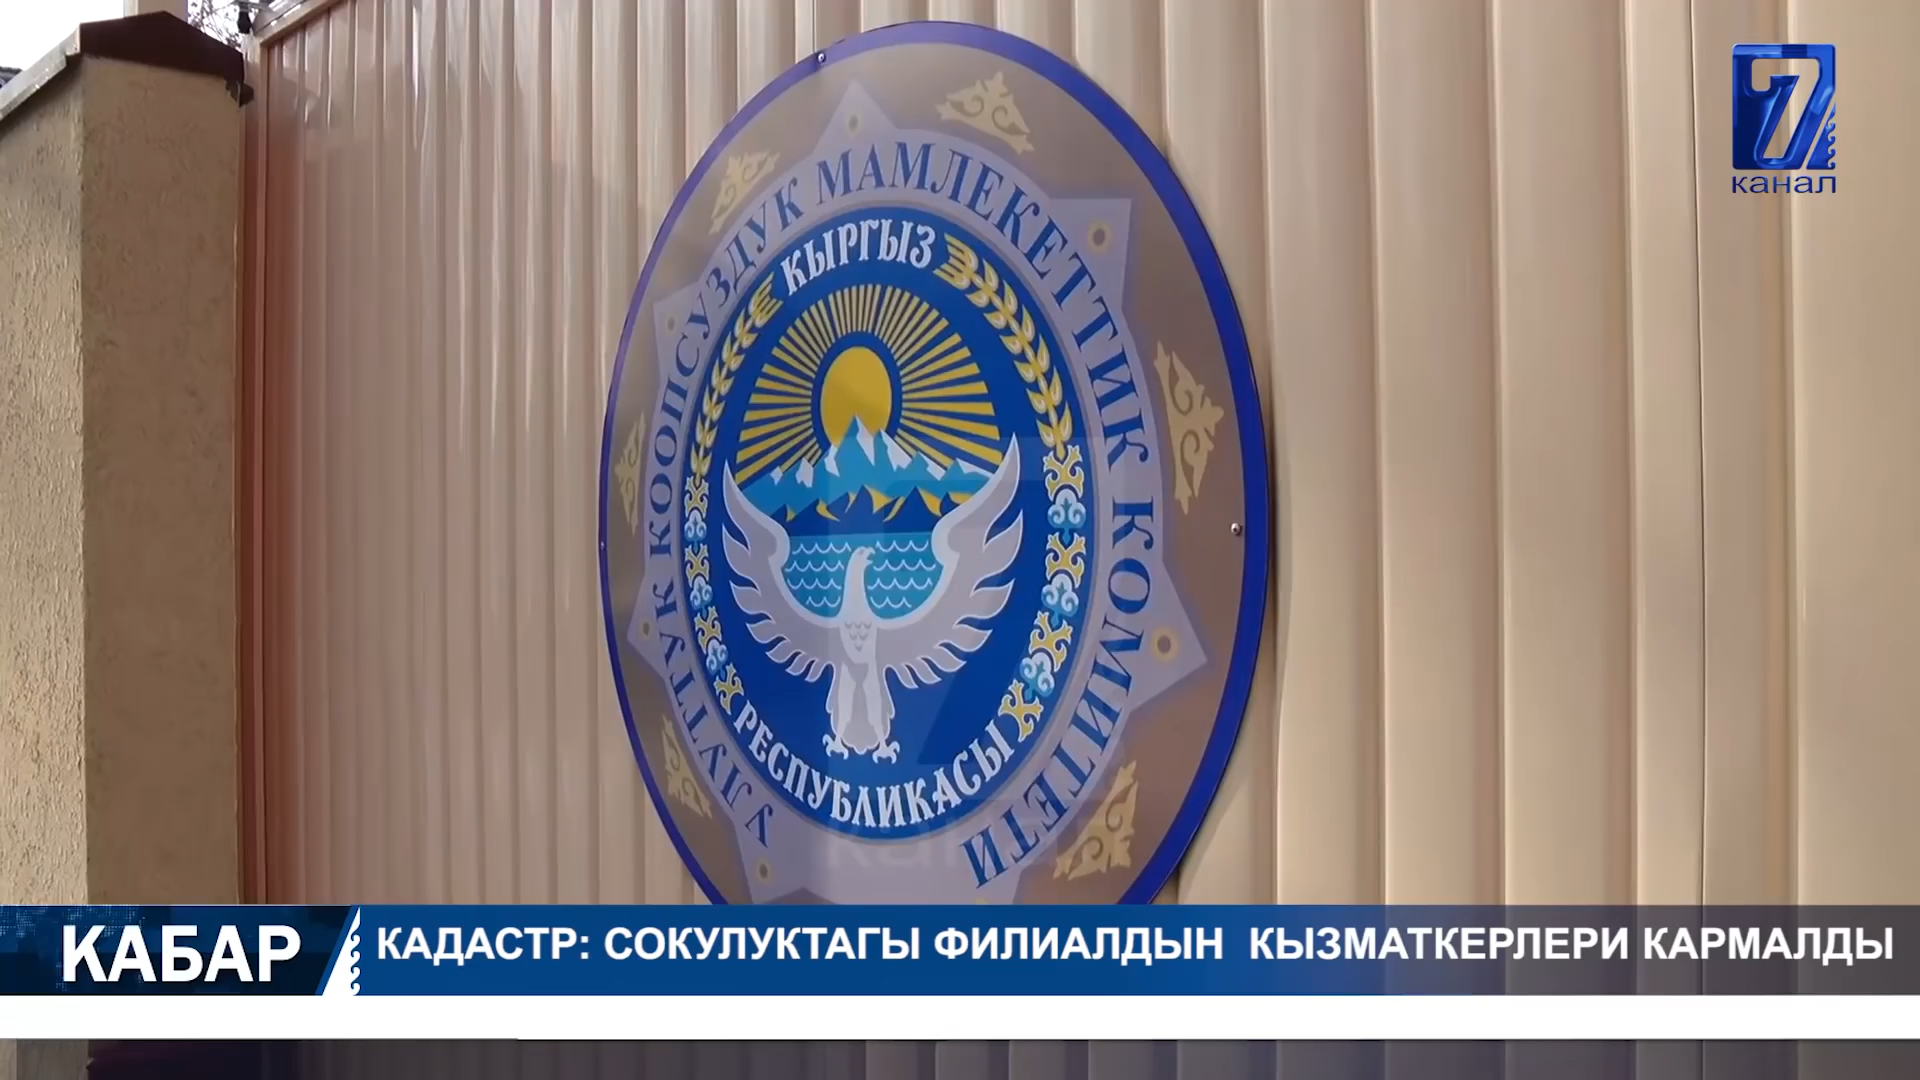 7
канал
УЛУТТУК КООПСУЗДУК МАМЛЕКЕТТИК КОМИТЕТИ
КЫРГЫЗ
РЕСПУБЛИКАСЫ
КАБАР
КАДАСТР: СОКУЛУКТАГЫ ФИЛИАЛДЫН КЫЗМАТКЕРЛЕРИ КАРМАЛДЫ